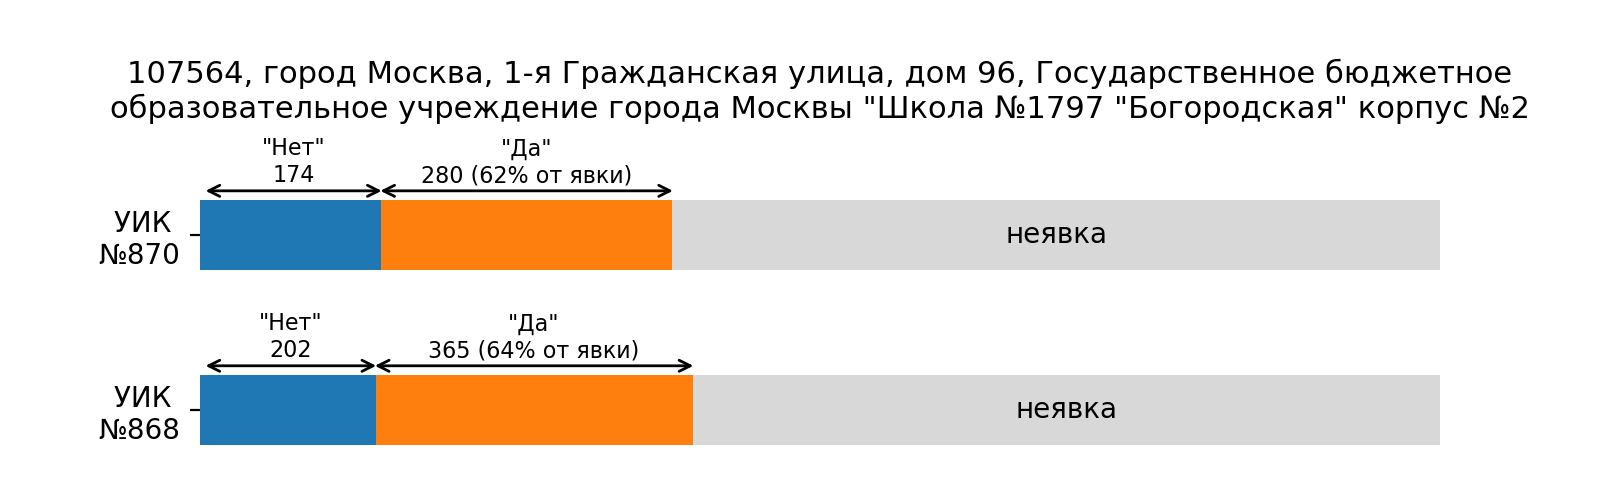 107564, город Москва, 1-я Гражданская улица, дом 96, Государственное бюджетное
образовательное учреждение города Москвы "Школа №1797 "Богородская" корпус №2
"Нет"
174
"Да"
280 (62% от явки)
УИК
№870
неявка
"Нет"
202
"Да"
365 (64% от явки)
УИК
№868
неявка